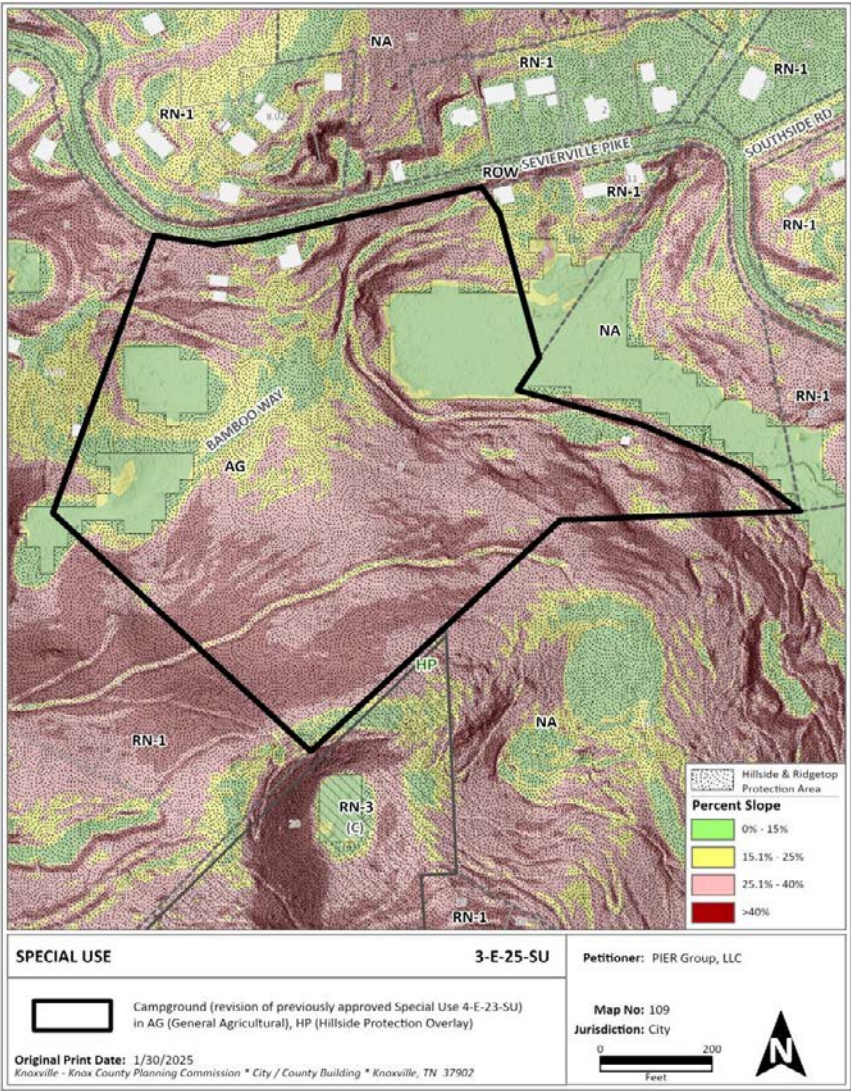 NA
RN-1
RN-1
RN-1
8.02
2
SOUTHSIDE RD
SEVIERVILLE PIKE
7
ROW
11
RN-1
RN-1
NA
RN-1
BAMBOO WAY
AG
HP
NA
RN-1
RN-3
(C)
RN-1
Hillside & Ridgetop
Protection Area
Percent Slope
0% - 15%
15.1% - 25%
25.1% - 40%
>40%
SPECIAL USE
3-E-25-SU
Petitioner: PIER Group, LLC
Campground (revision of previously approved Special Use 4-E-23-SU)
in AG (General Agricultural), HP (Hillside Protection Overlay)
Map No: 109
Jurisdiction: City
0 200
Feet
N
Original Print Date: 1/30/2025
Knoxville - Knox County Planning Commission * City / County Building * Knoxville, TN 37902